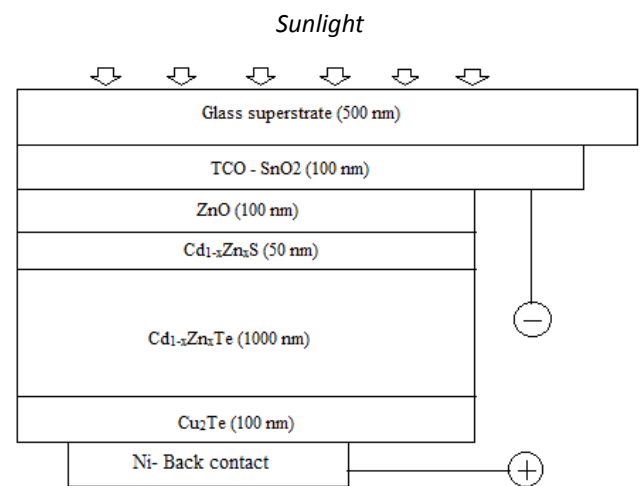 Sunlight
Glass superstrate (500 nm)
TCO - SnO2 (100 nm)
ZnO (100 nm)
Cd₁₋ₓZnₓS (50 nm)
Cd₁₋ₓZnₓTe (1000 nm)
Cu₂Te (100 nm)
Ni- Back contact
−
+